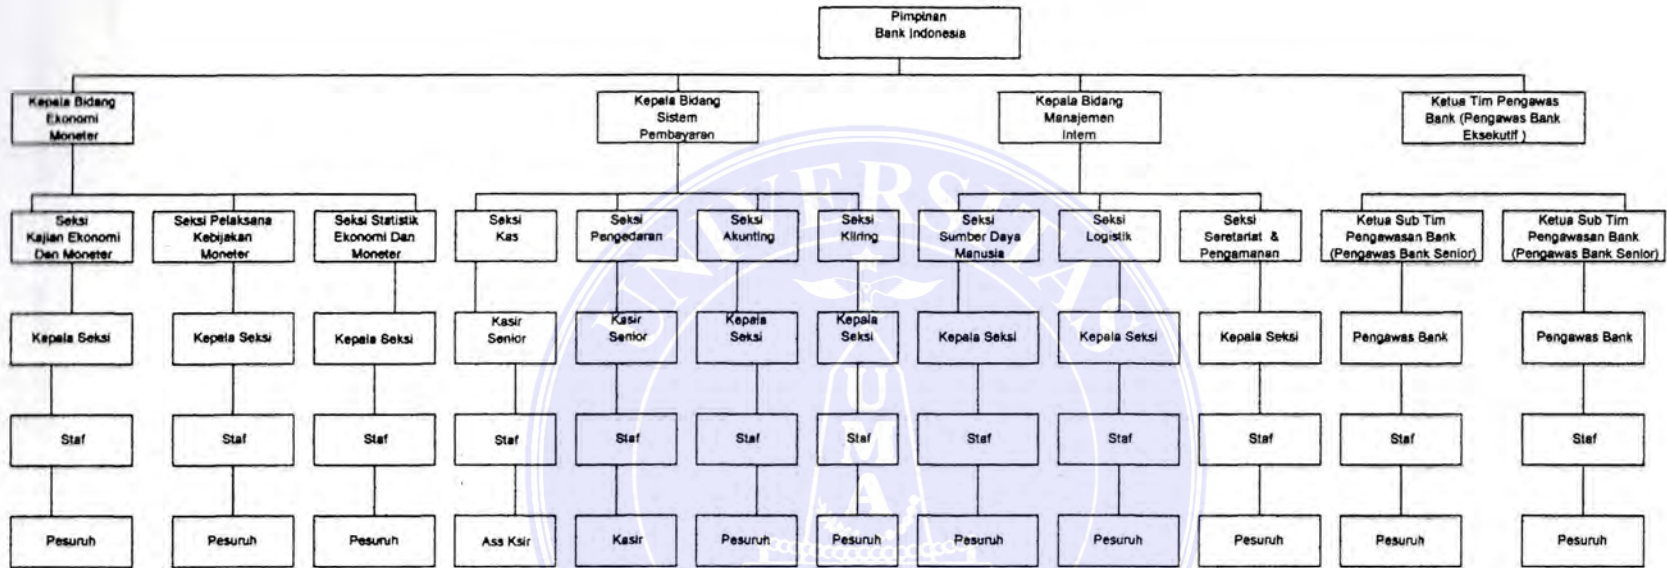 Pimpinan
Bank Indonesia
Kepala Bidang
Ekonomi
Moneter
Kepala Bidang
Sistem
Pembayaran
Kepala Bidang
Manajemen
Intern
Ketua Tim Pengawas
Bank (Pengawas Bank
Eksekutif )
Seksi
Kajian Ekonomi
Dan Moneter
Seksi Pelaksana
Kebijakan
Moneter
Seksi Statistik
Ekonomi Dan
Moneter
Seksi
Kas
Seksi
Pengedaran
Seksi
Akunting
Seksi
Kliring
Seksi
Sumber Daya
Manusia
Seksi
Logistik
Seksi
Seretariat &
Pengamanan
Ketua Sub Tim
Pengawasan Bank
(Pengawas Bank Senior)
Ketua Sub Tim
Pengawasan Bank
(Pengawas Bank Senior)
Kepala Seksi
Kepala Seksi
Kepala Seksi
Kasir
Senior
Kasir
Senior
Kepala
Seksi
Kepala
Seksi
Kepala Seksi
Kepala Seksi
Kepala Seksi
Pengawas Bank
Pengawas Bank
Staf
Staf
Staf
Staf
Staf
Staf
Staf
Staf
Staf
Staf
Staf
Staf
Pesuruh
Pesuruh
Pesuruh
Ass Ksir
Kasir
Pesuruh
Pesuruh
Pesuruh
Pesuruh
Pesuruh
Pesuruh
Pesuruh
UNIVERSITAS
UMA